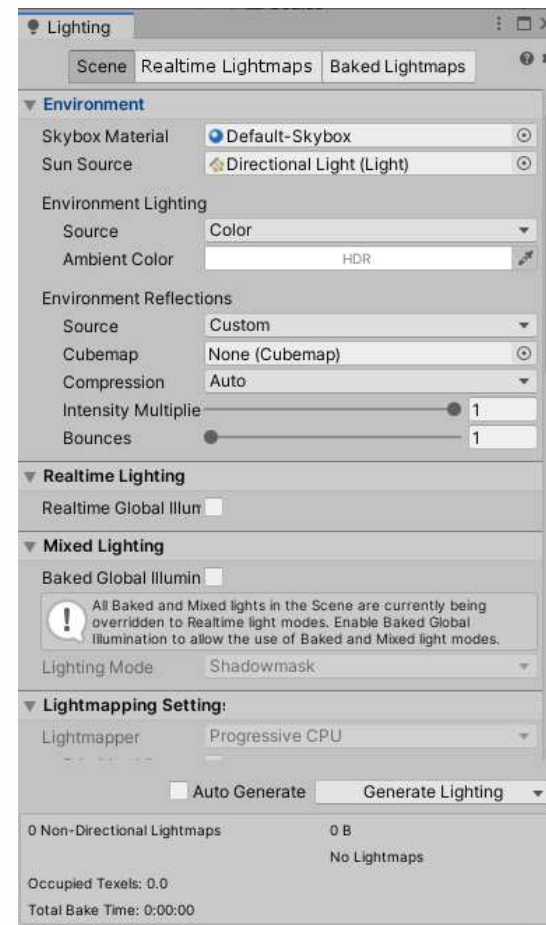 Lighting
Scene Realtime Lightmaps Baked Lightmaps
Environment
Skybox Material Default-Skybox
Sun Source Directional Light (Light)
Environment Lighting
Source Color
Ambient Color HDR
Environment Reflections
Source Custom
Cubemap None (Cubemap)
Compression Auto
Intensity Multiplie 1
Bounces 1
Realtime Lighting
Realtime Global Illun
Mixed Lighting
Baked Global Illumin
All Baked and Mixed lights in the Scene are currently being
overridden to Realtime light modes. Enable Baked Global
Illumination to allow the use of Baked and Mixed light modes.
Lighting Mode Shadowmask
Lightmapping Setting
Lightmapper Progressive CPU
Auto Generate Generate Lighting
0 Non-Directional Lightmaps 0 B
No Lightmaps
Occupied Texels: 0.0
Total Bake Time: 0:00:00